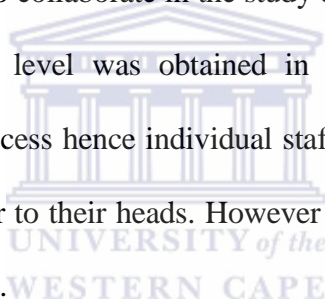 collaborate in the study
level was obtained in
cess hence individual staf
r to their heads. However
UNIVERSITY of the
.
WESTERN CAPE